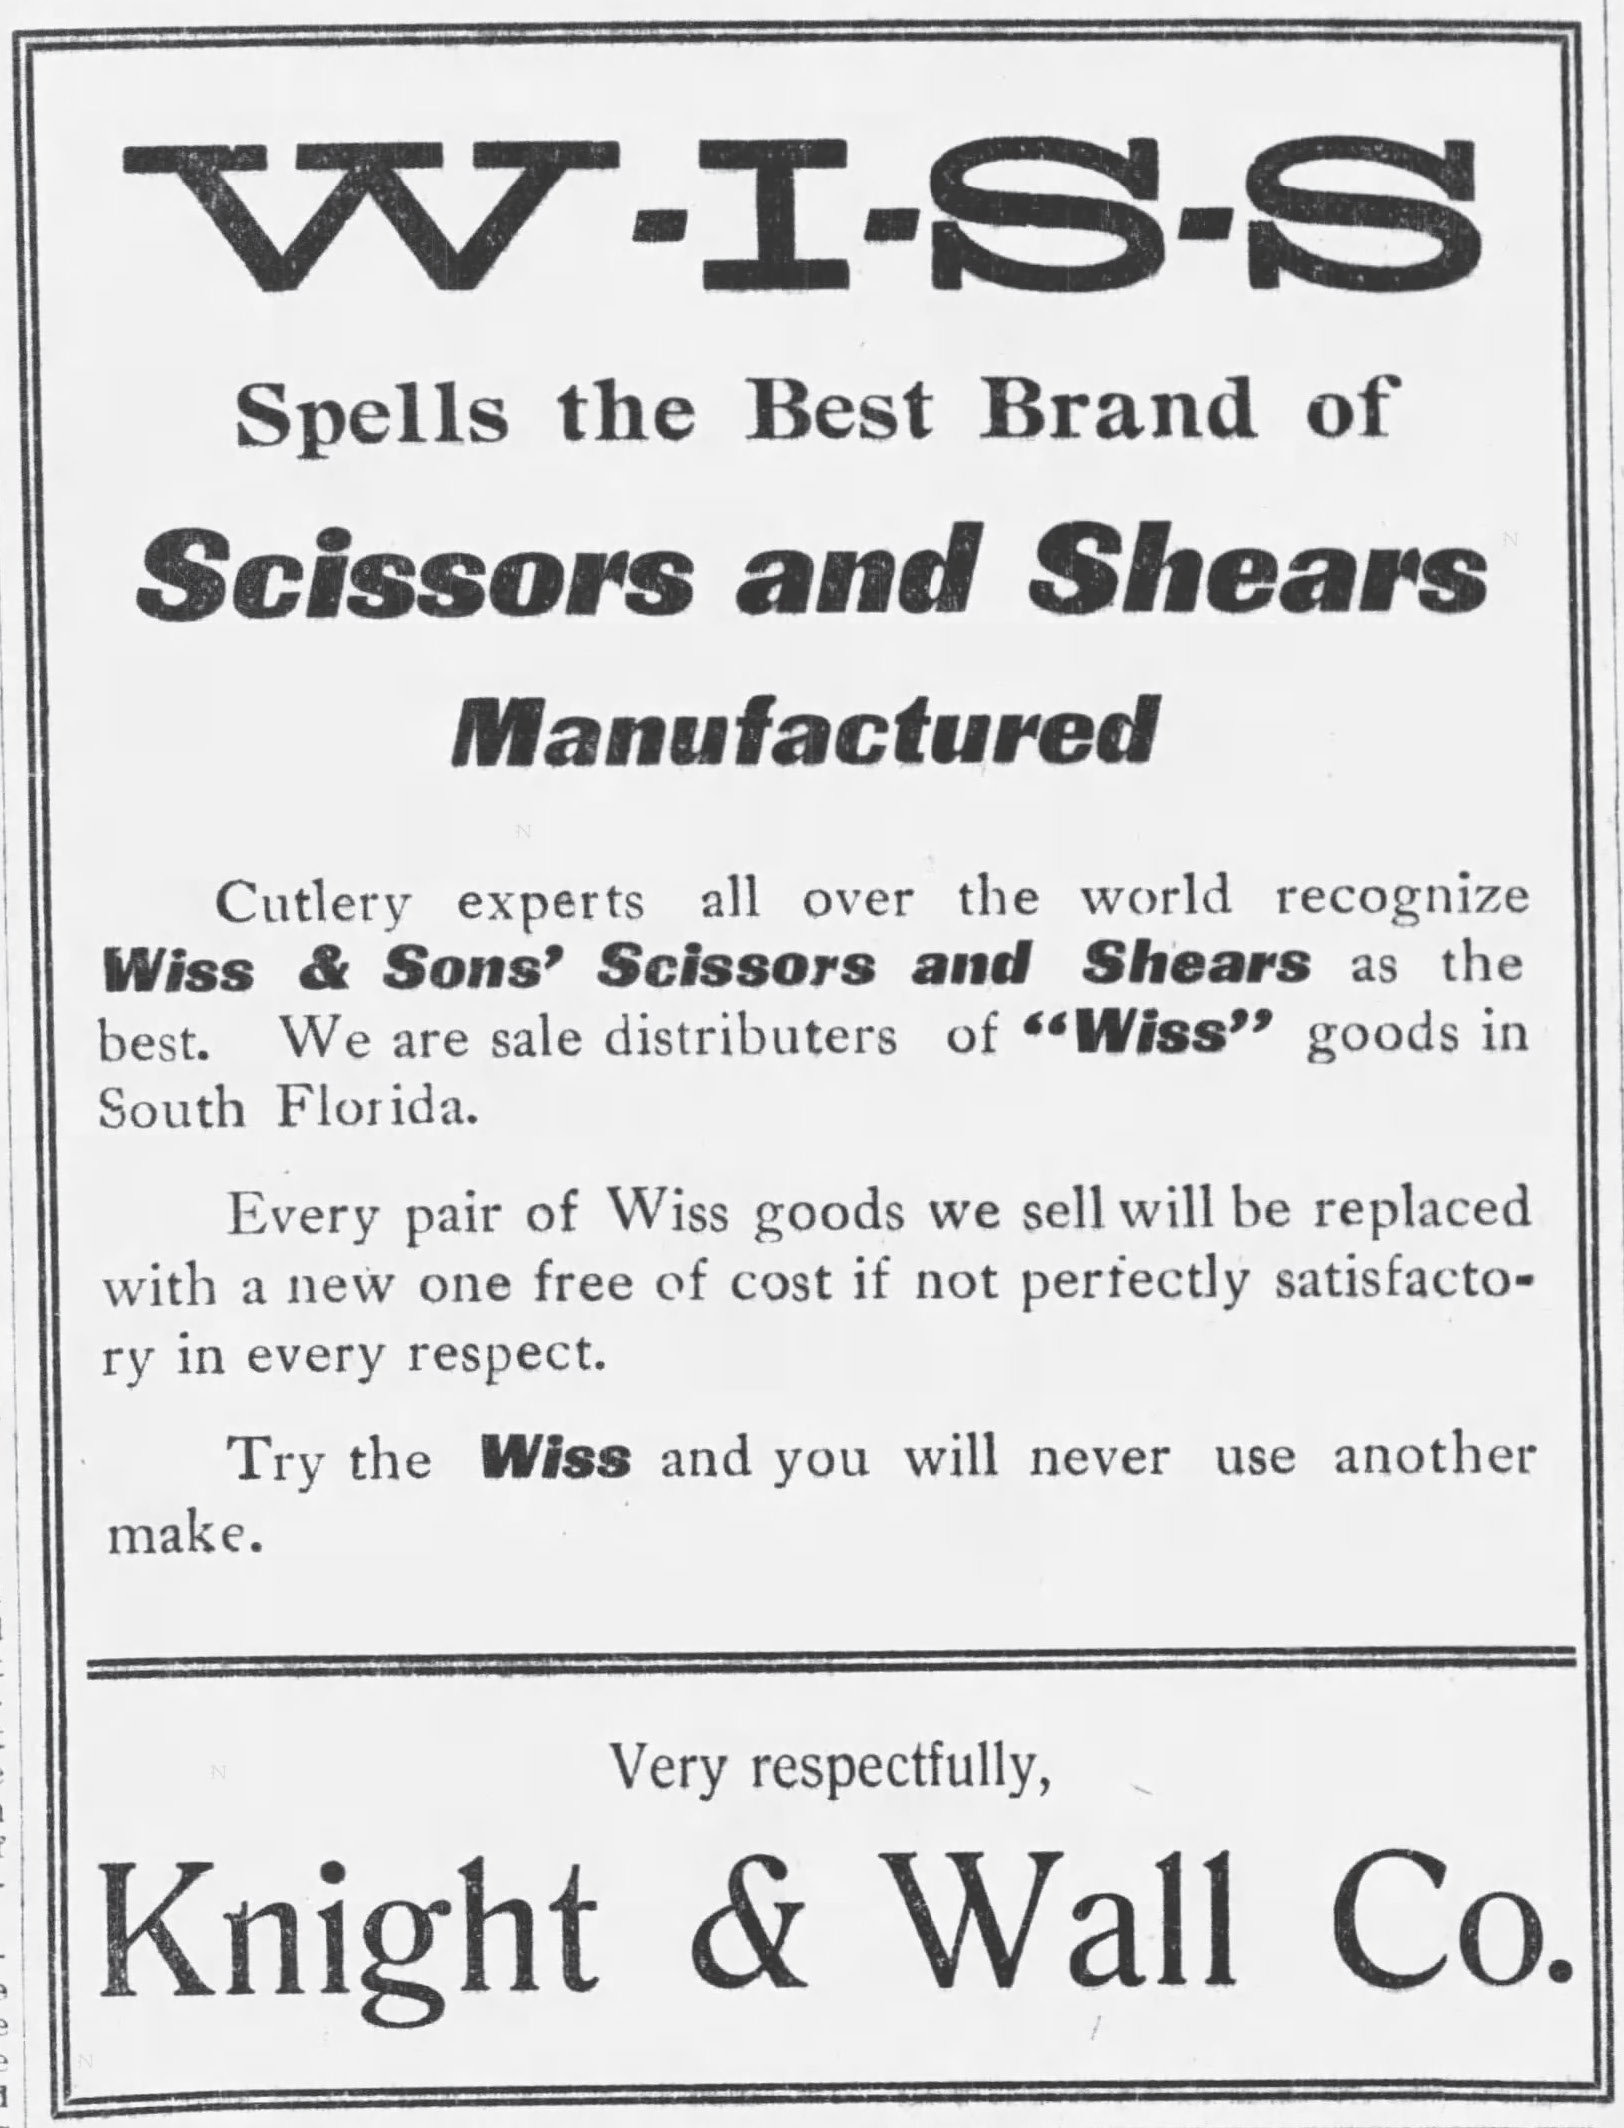 W-I-S-S
Spells the Best Brand of
Scissors and Shears
Manufactured
Cutlery experts all over the world recognize
Wiss & Sons' Scissors and Shears as the
best. We are sale distributers of “Wiss” goods in
South Florida.
Every pair of Wiss goods we sell will be replaced
with a new one free of cost if not perfectly satisfacto-
ry in every respect.
Try the Wiss and you will never use another
make.
Very respectfully,
Knight & Wall Co.